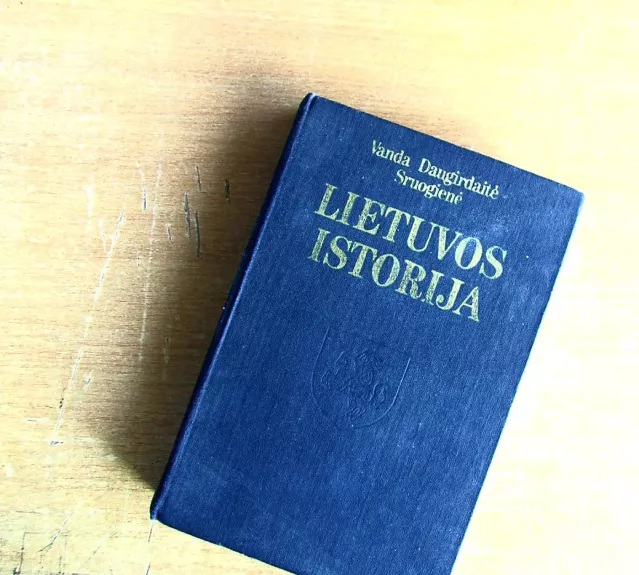 Vanda Daugirdaitė
Sruogienė
LIETUVOS
ISTORIJA